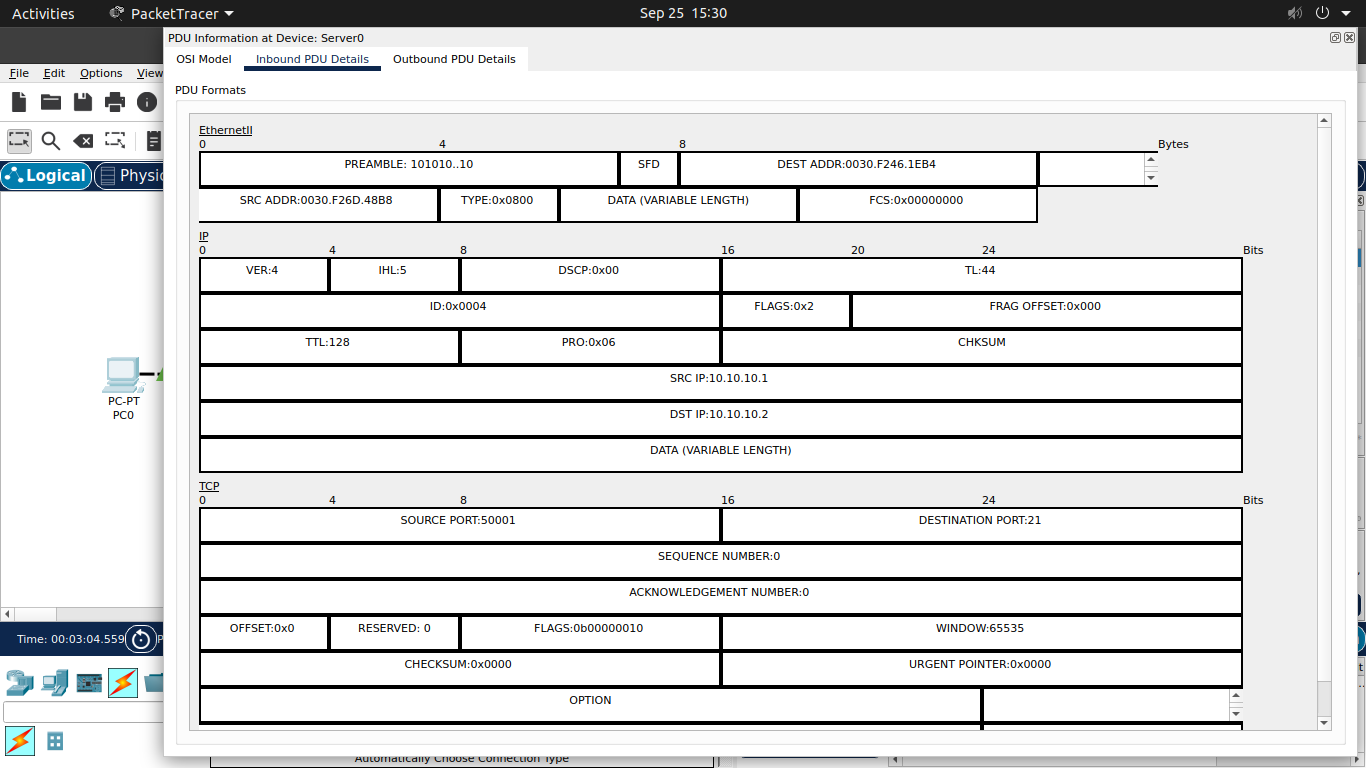 Activities PacketTracer Sep 25 15:30
PDU Information at Device: Server0
OSI Model Inbound PDU Details Outbound PDU Details
File Edit Options View
PDU Formats
EthernetII
0 4 8 Bytes
PREAMBLE: 101010..10 SFD DEST ADDR:0030.F246.1EB4
Logical Physic
SRC ADDR:0030.F26D.48B8 TYPE:0x0800 DATA (VARIABLE LENGTH) FCS:0x00000000
IP
0 4 8 16 20 24 Bits
VER:4 IHL:5 DSCP:0x00 TL:44
ID:0x0004 FLAGS:0x2 FRAG OFFSET:0x000
TTL:128 PRO:0x06 CHKSUM
SRC IP:10.10.10.1
DST IP:10.10.10.2
DATA (VARIABLE LENGTH)
PC-PT
PC0
TCP
0 4 8 16 24 Bits
SOURCE PORT:50001 DESTINATION PORT:21
SEQUENCE NUMBER:0
ACKNOWLEDGEMENT NUMBER:0
OFFSET:0x0 RESERVED: 0 FLAGS:0b00000010 WINDOW:65535
Time: 00:03:04.559 P
CHECKSUM:0x0000 URGENT POINTER:0x0000
OPTION
Automatically Choose Connection Type